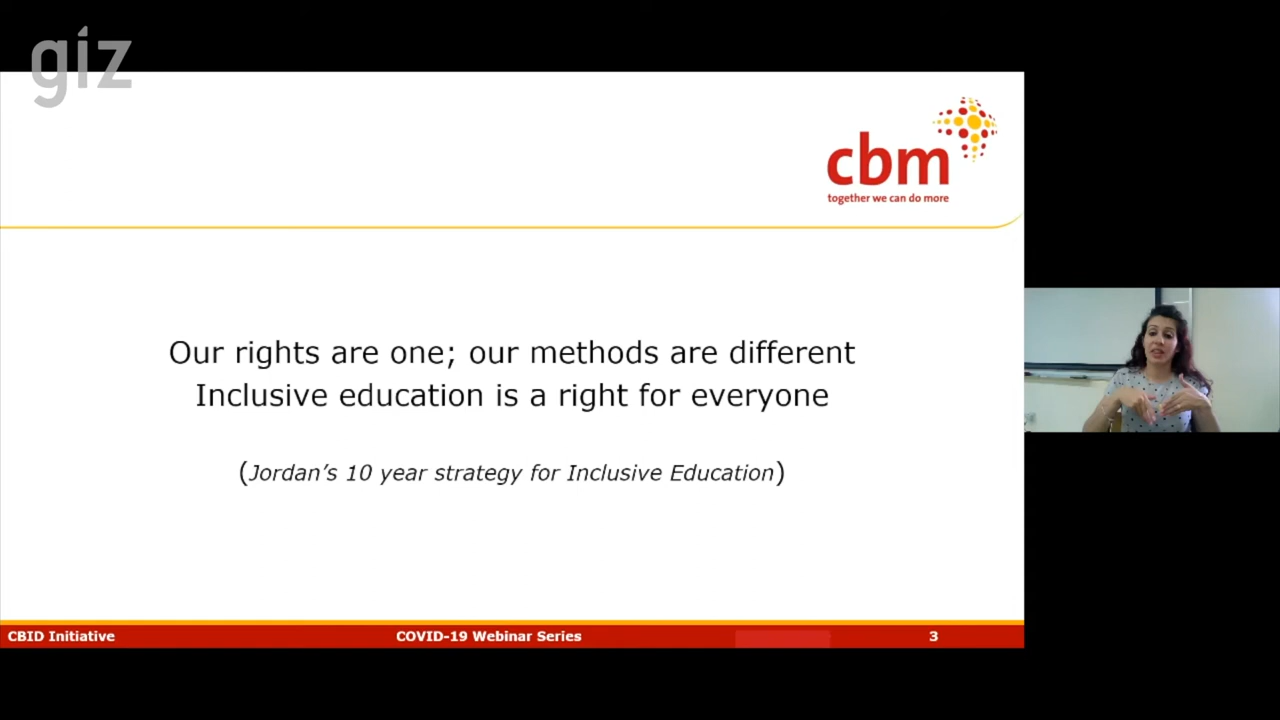 giz
cbm
together we can do more
Our rights are one; our methods are different
Inclusive education is a right for everyone
(Jordan's 10 year strategy for Inclusive Education)
CBID Initiative
COVID-19 Webinar Series
3